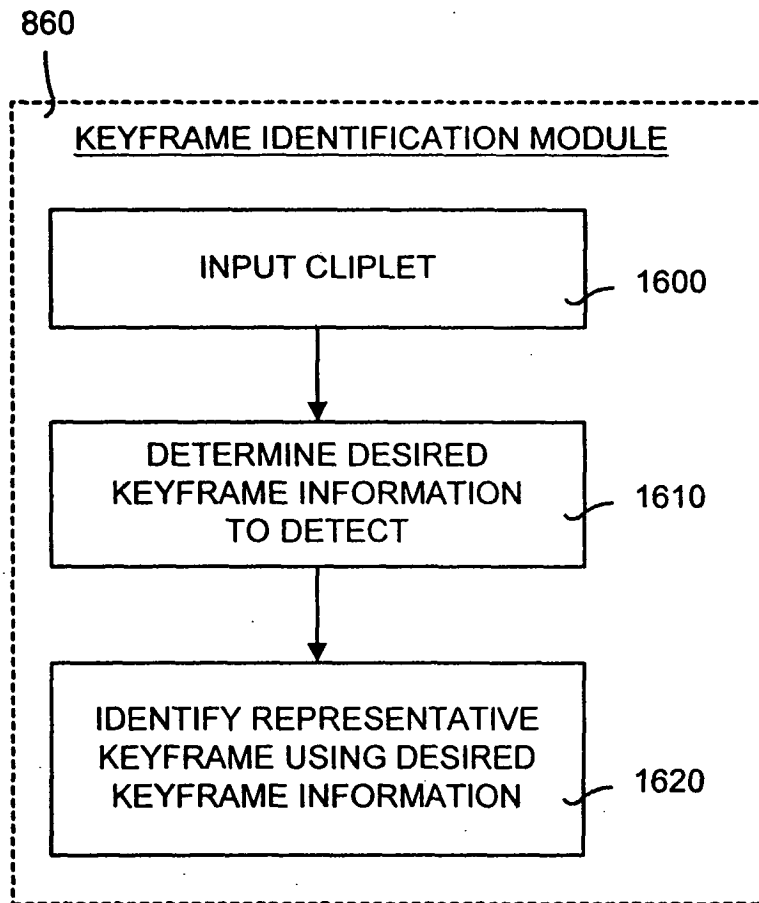 860
KEYFRAME IDENTIFICATION MODULE
INPUT CLIPLET
1600
DETERMINE DESIRED
KEYFRAME INFORMATION
TO DETECT
1610
IDENTIFY REPRESENTATIVE
KEYFRAME USING DESIRED
KEYFRAME INFORMATION
1620